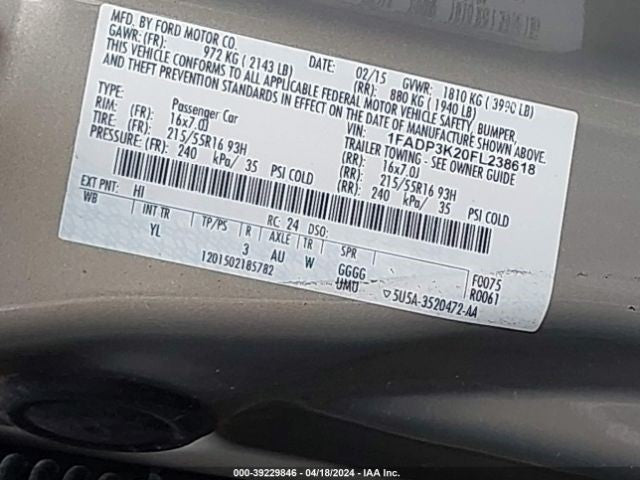 MFD. BY FORD MOTOR CO.
DATE: 02/15 GVWR: 1810 KG ( 3990 LB)
GAWR: (FR): 972 KG ( 2143 LB) (RR): 880 KG ( 1940 LB)
THIS VEHICLE CONFORMS TO ALL APPLICABLE FEDERAL MOTOR VEHICLE SAFETY, BUMPER,
AND THEFT PREVENTION STANDARDS IN EFFECT ON THE DATE OF MANUFACTURE SHOWN ABOVE.
VIN: 1FADP3K20FL238618
TYPE: Passenger Car TRAILER TOWING - SEE OWNER GUIDE
RIM: (FR): 16x7.0J (RR): 16x7.0J
TIRE: (FR): 215/55R16 93H (RR): 215/55R16 93H
PRESSURE: (FR): 240 kPa/ 35 PSI COLD (RR): 240 kPa/ 35 PSI COLD
EXT PNT: HI RC: 24 DSO:
WB INT TR TP/PS R AXLE TR SPR
YL 3 AU W GGGG F0075
1201502185782 UMU R0061
▽5U5A-3520472-AA
000-39229846 - 04/18/2024 - IAA Inc.